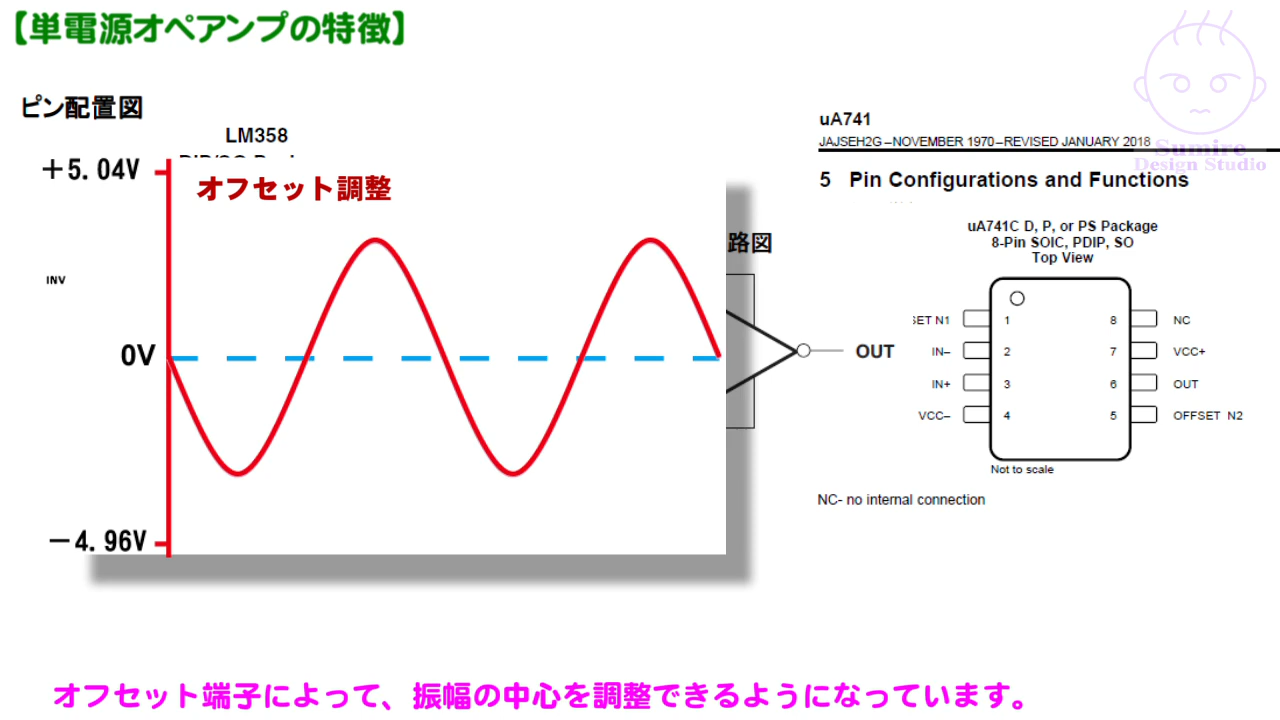 【単電源オペアンプの特徴】
ピン配置図
LM358
+5.04V
オフセット調整
INV
0V
-4.96V
路図
OUT
uA741
JAJSEH2G –NOVEMBER 1970–REVISED JANUARY 2018
Sumire
Design Studio
5 Pin Configurations and Functions
uA741C D, P, or PS Package
8-Pin SOIC, PDIP, SO
Top View
SET N1 1 8 NC
IN– 2 7 VCC+
IN+ 3 6 OUT
VCC– 4 5 OFFSET N2
Not to scale
NC- no internal connection
オフセット端子によって、振幅の中心を調整できるようになっています。